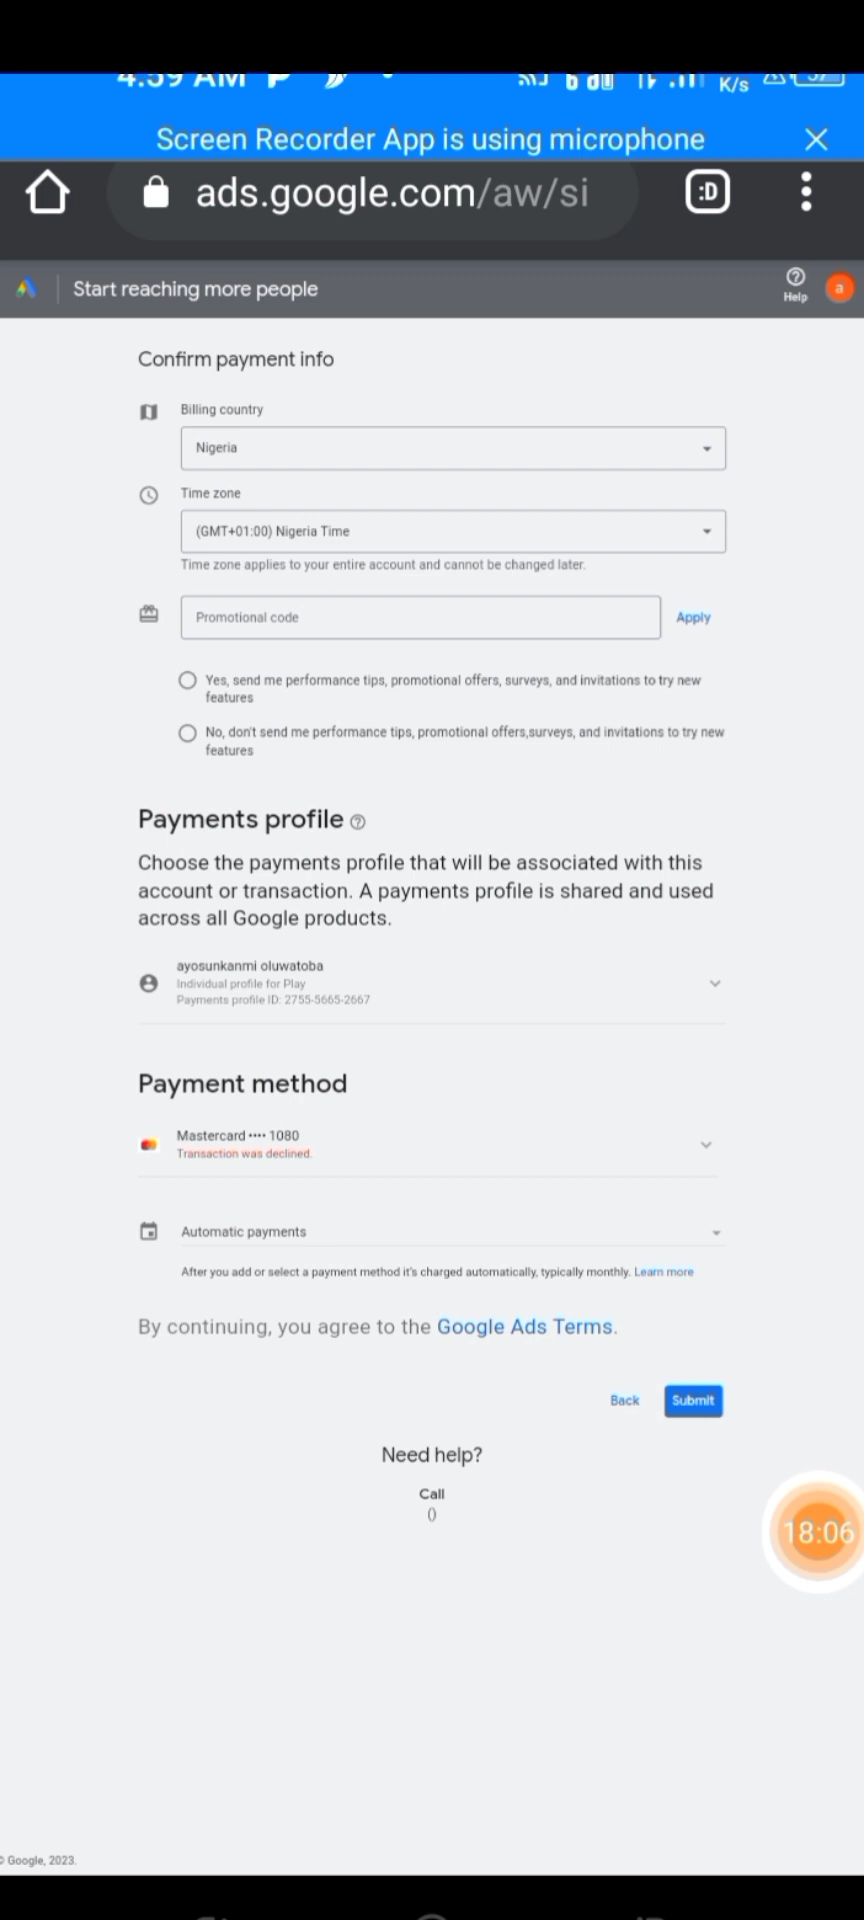 4:59 AM
K/s
57
Screen Recorder App is using microphone
ads.google.com/aw/si
:D
Start reaching more people
Help
a
Confirm payment info
Billing country
Nigeria
Time zone
(GMT+01:00) Nigeria Time
Time zone applies to your entire account and cannot be changed later.
Promotional code
Apply
Yes, send me performance tips, promotional offers, surveys, and invitations to try new
features
No, don't send me performance tips, promotional offers,surveys, and invitations to try new
features
Payments profile
Choose the payments profile that will be associated with this
account or transaction. A payments profile is shared and used
across all Google products.
ayosunkanmi oluwatoba
Individual profile for Play
Payments profile ID: 2755-5665-2667
Payment method
Mastercard •••• 1080
Transaction was declined.
Automatic payments
After you add or select a payment method it's charged automatically, typically monthly. Learn more
By continuing, you agree to the Google Ads Terms.
Back
Submit
Need help?
Call
()
18:06
© Google, 2023.